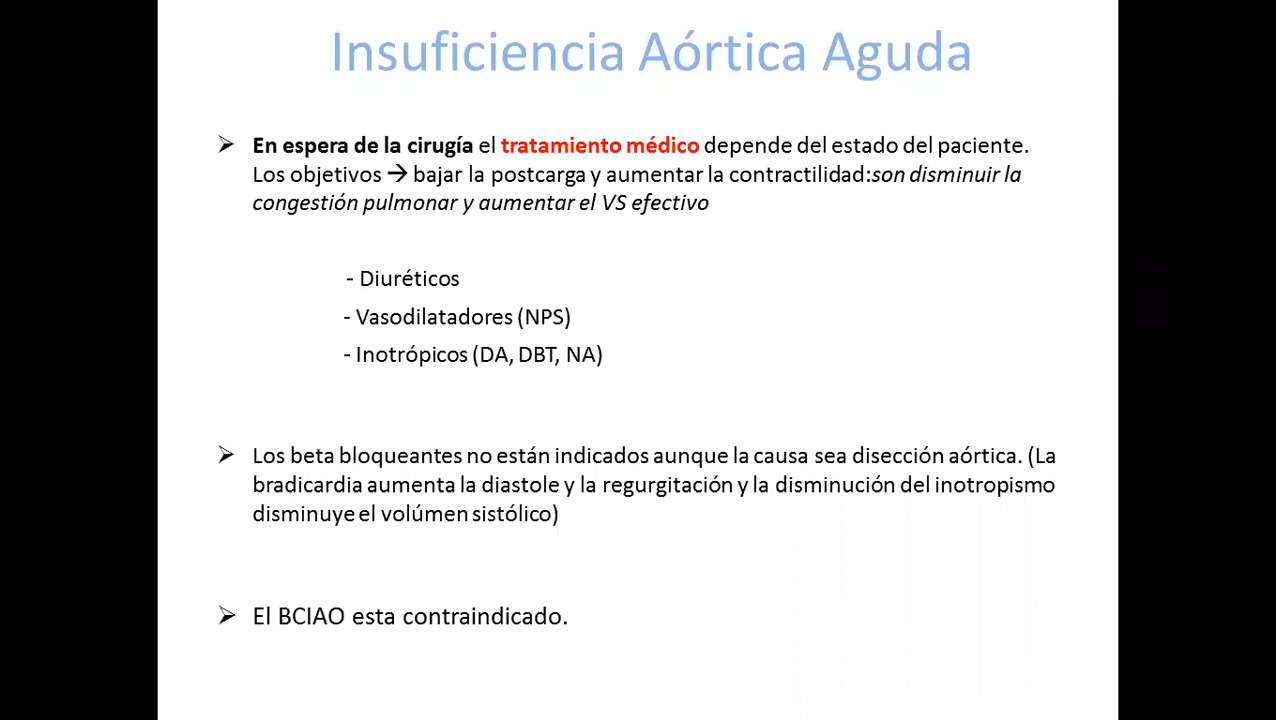 Insuficiencia Aórtica Aguda
➢ En espera de la cirugía el tratamiento médico depende del estado del paciente.
Los objetivos → bajar la postcarga y aumentar la contractilidad:son disminuir la
congestión pulmonar y aumentar el VS efectivo
- Diuréticos
- Vasodilatadores (NPS)
- Inotrópicos (DA, DBT, NA)
➢ Los beta bloqueantes no están indicados aunque la causa sea disección aórtica. (La
bradicardia aumenta la diastole y la regurgitación y la disminución del inotropismo
disminuye el volúmen sistólico)
➢ El BCIAO esta contraindicado.